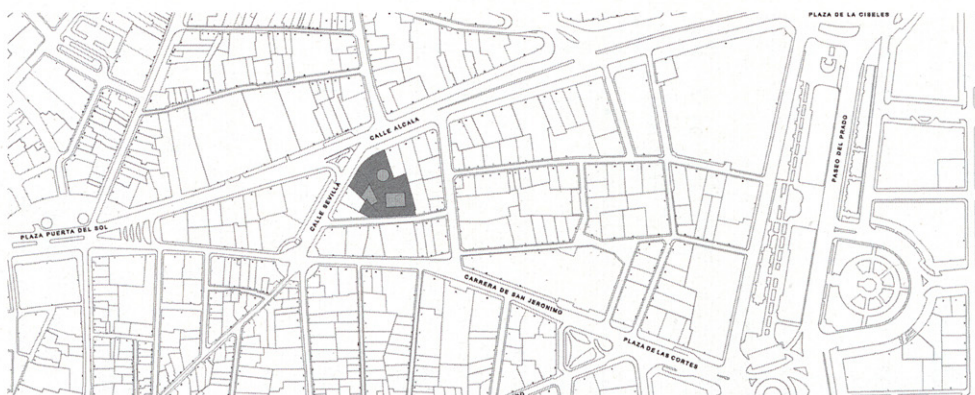 PLAZA DE LA CIBELES
CALLE ALCALA
PASEO DEL PRADO
CALLE SEVILLA
PLAZA PUERTA DEL SOL
CARRERA DE SAN JERONIMO
PLAZA DE LAS CORTES